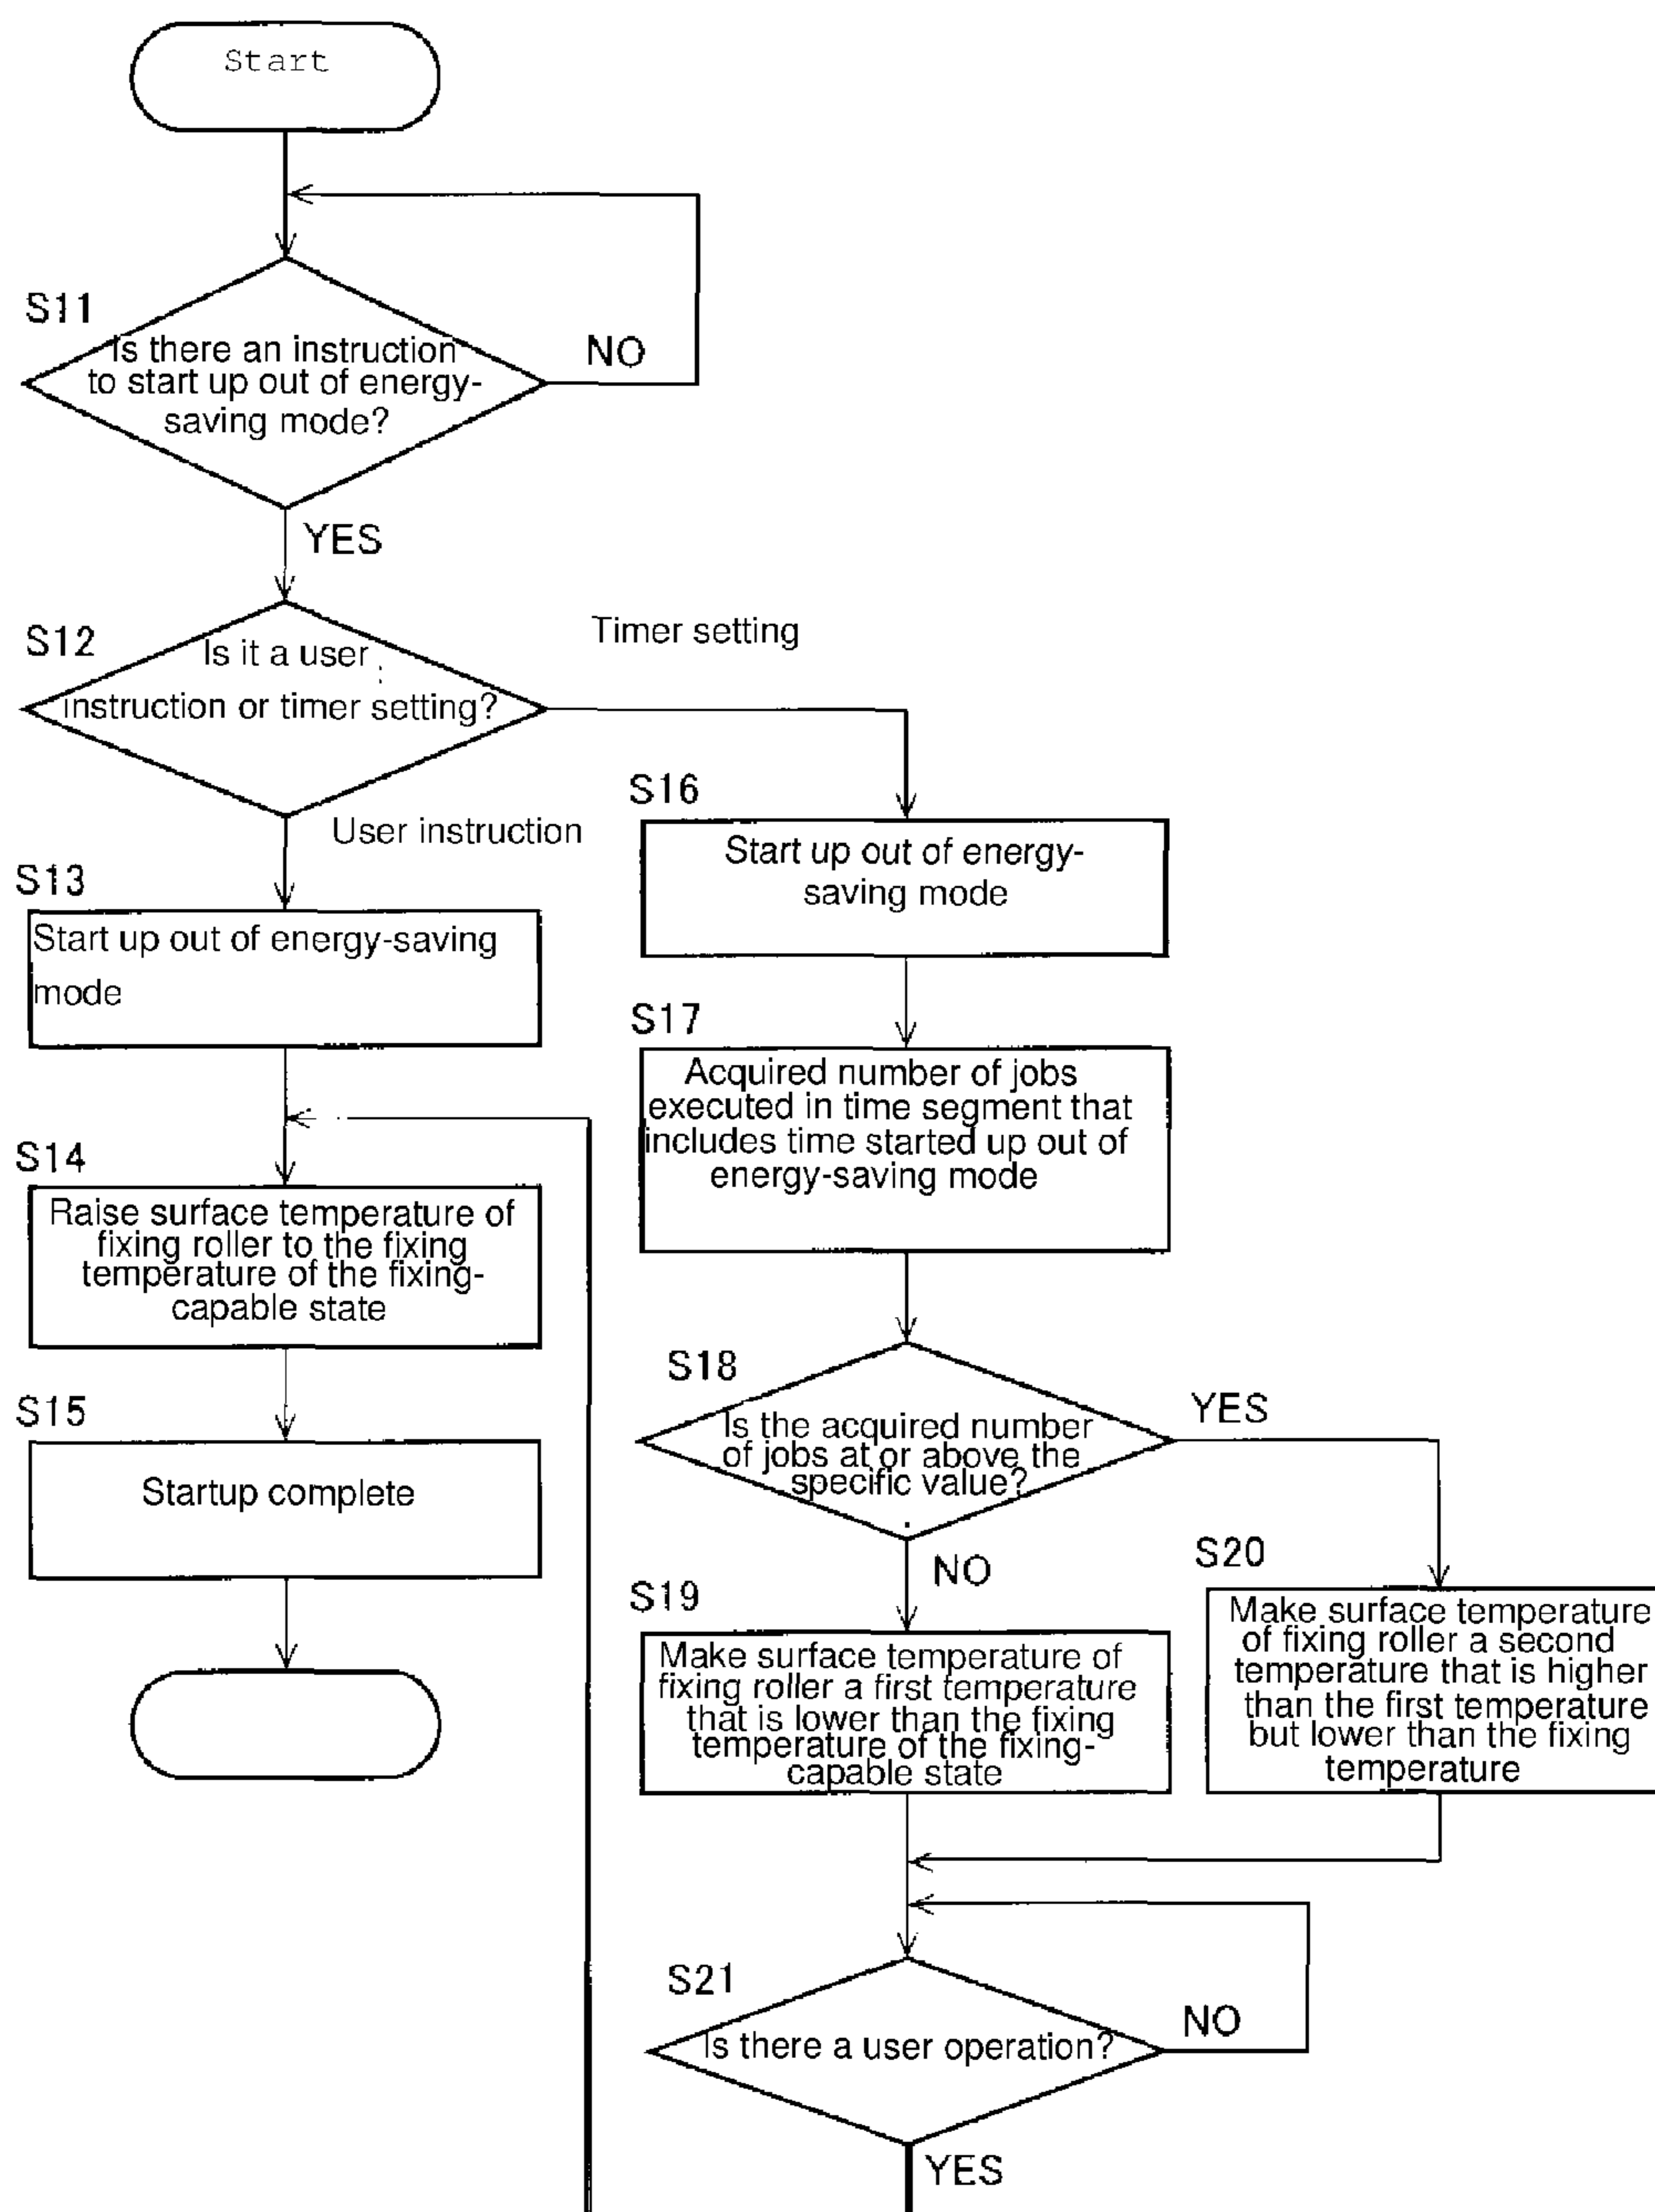 Start
S11
Is there an instruction
to start up out of energy-
saving mode?
NO
YES
S12
Is it a user
instruction or timer setting?
Timer setting
User instruction
S13
Start up out of energy-saving
mode
S14
Raise surface temperature of
fixing roller to the fixing
temperature of the fixing-
capable state
S15
Startup complete
S16
Start up out of energy-
saving mode
S17
Acquired number of jobs
executed in time segment that
includes time started up out of
energy-saving mode
S18
Is the acquired number
of jobs at or above the
specific value?
YES
NO
S19
Make surface temperature of
fixing roller a first temperature
that is lower than the fixing
temperature of the fixing-
capable state
S20
Make surface temperature
of fixing roller a second
temperature that is higher
than the first temperature
but lower than the fixing
temperature
S21
Is there a user operation?
NO
YES